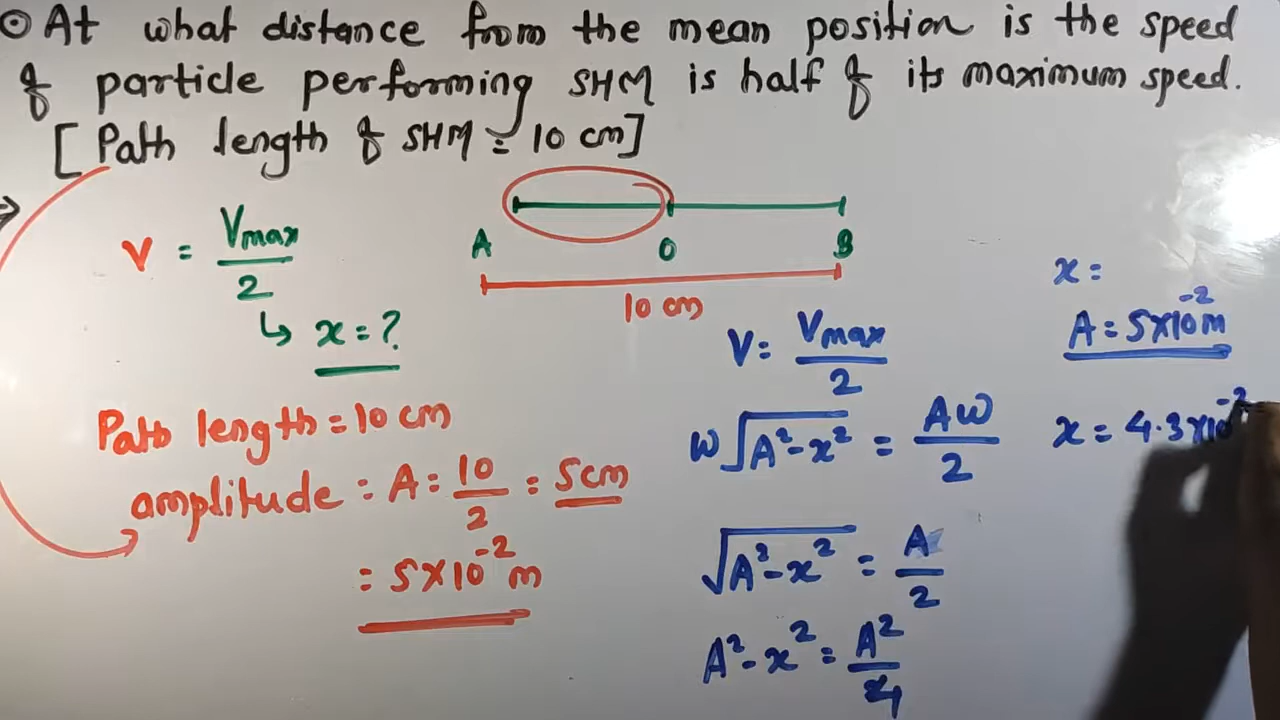 At what distance from the mean position is the speed
of particle performing SHM is half of its maximum speed.
[Path length of SHM = 10 cm]
V = Vmax/2
↳ x = ?
A O B
10 cm
Path length = 10 cm
amplitude = A = 10/2 = 5cm
= 5×10⁻² m
V = Vmax/2
W√A²-x² = AW/2
√A²-x² = A/2
A²-x² = A²/4
x =
A = 5×10⁻² m
x = 4.3×10⁻²